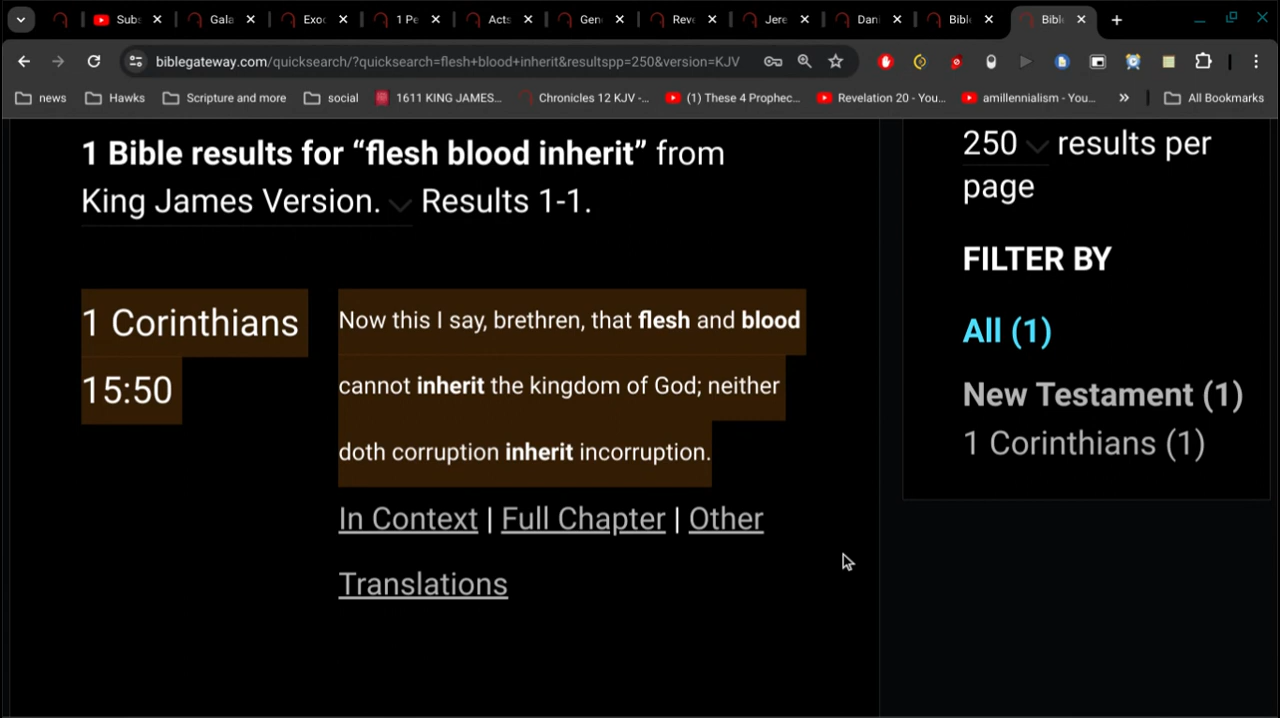 Sub:
Gala
Exo
1 Pe
Acts
Gen
Reve
Jere
Dani
Bibl
Bibl
biblegateway.com/quicksearch/?quicksearch=flesh+blood+inherit&resultspp=250&version=KJV
news
Hawks
Scripture and more
social
1611 KING JAMES...
Chronicles 12 KJV -...
(1) These 4 Prophec...
Revelation 20 - You...
amillennialism - You...
»
All Bookmarks
1 Bible results for “flesh blood inherit” from
King James Version. Results 1-1.
1 Corinthians
15:50
Now this I say, brethren, that flesh and blood
cannot inherit the kingdom of God; neither
doth corruption inherit incorruption.
In Context | Full Chapter | Other
Translations
250 results per
page
FILTER BY
All (1)
New Testament (1)
1 Corinthians (1)